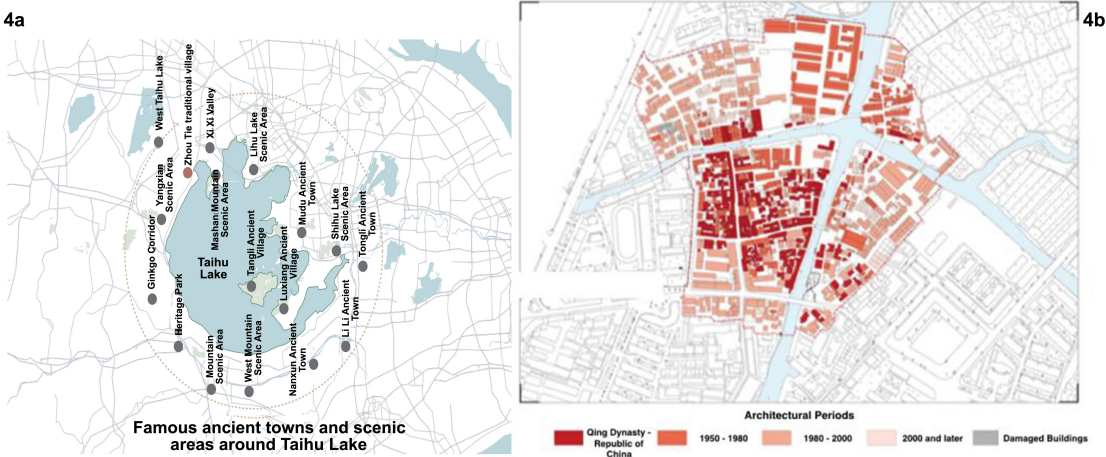 4a
West Taihu Lake
Zhou Tie traditional village
Xi Xi Valley
Lihu Lake
Scenic Area
Yangxian
Scenic Area
Mashan Mountain
Scenic Area
Mudu Ancient
Town
Shihu Lake
Scenic Area
Tongli Ancient
Town
Ginkgo Corridor
Taihu
Lake
Tangli Ancient
Village
Luxiang Ancient
Village
Heritage Park
Mountain
Scenic Area
West Mountain
Scenic Area
Nanxun Ancient
Town
Li Li Ancient
Town
Famous ancient towns and scenic
areas around Taihu Lake
4b
Architectural Periods
Qing Dynasty -
Republic of
China
1950 - 1980
1980 - 2000
2000 and later
Damaged Buildings